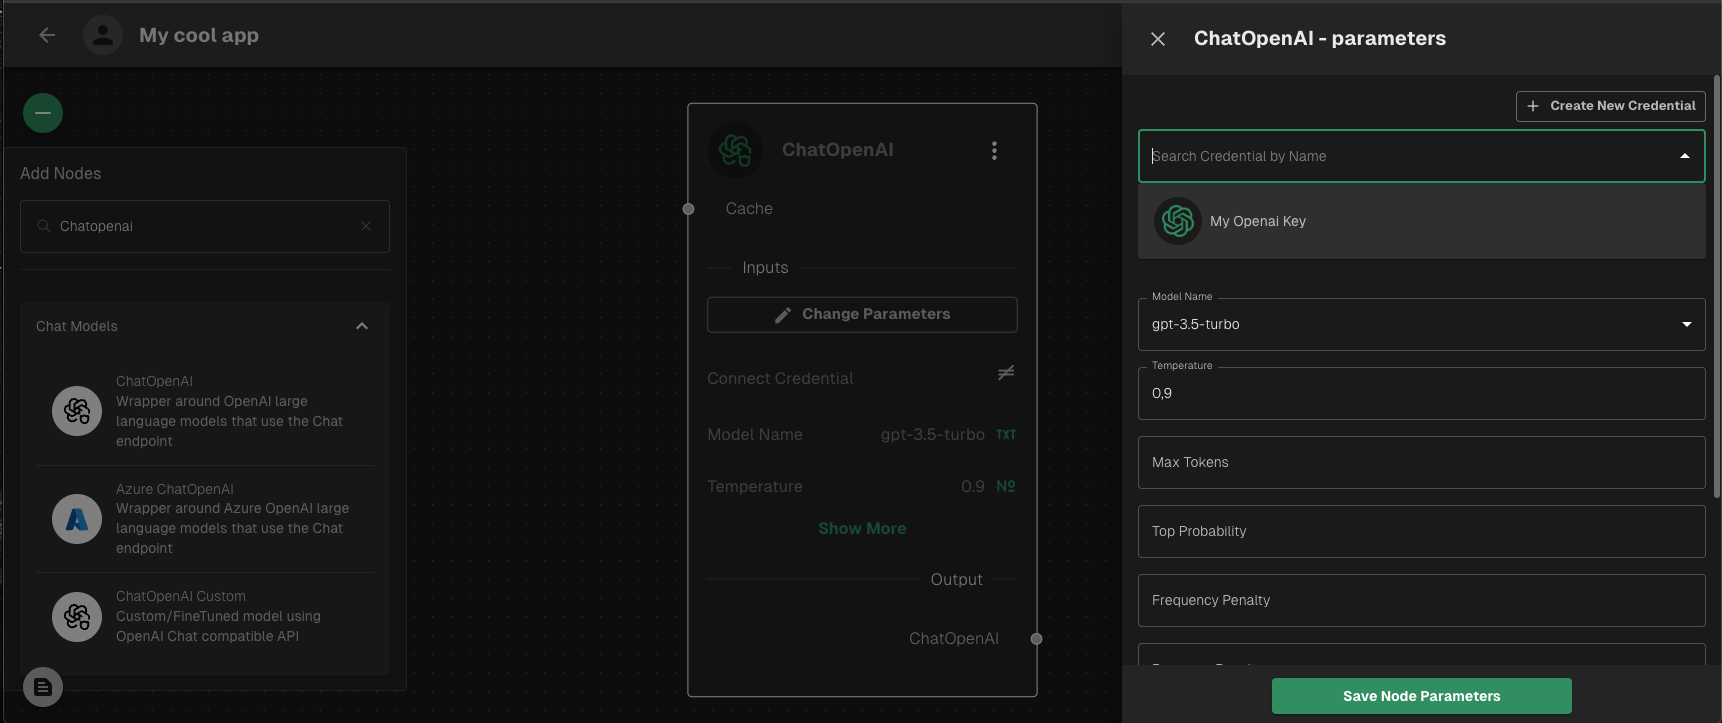 My cool app
Add Nodes
Chatopenai
Chat Models
ChatOpenAI
Wrapper around OpenAI large
language models that use the Chat
endpoint
Azure ChatOpenAI
Wrapper around Azure OpenAI large
language models that use the Chat
endpoint
ChatOpenAI Custom
Custom/FineTuned model using
OpenAI Chat compatible API
ChatOpenAI
Cache
Inputs
Change Parameters
Connect Credential
Model Name gpt-3.5-turbo TXT
Temperature 0.9 Nº
Show More
Output
ChatOpenAI
ChatOpenAI - parameters
Create New Credential
Search Credential by Name
My Openai Key
Model Name
gpt-3.5-turbo
Temperature
0,9
Max Tokens
Top Probability
Frequency Penalty
Save Node Parameters